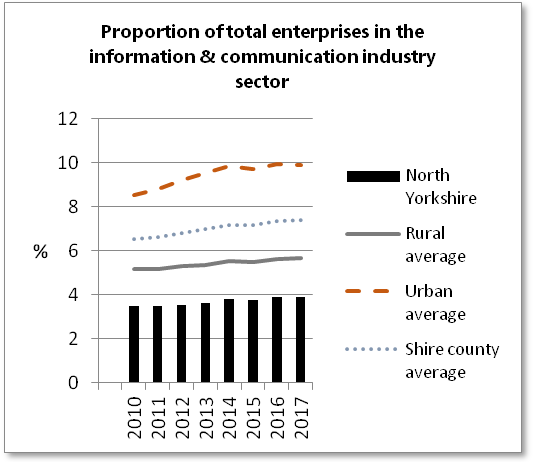 Proportion of total enterprises in the
information & communication industry
sector
12
10
8
6
4
2
0
%
2010
2011
2012
2013
2014
2015
2016
2017
North
Yorkshire
Rural
average
Urban
average
Shire county
average